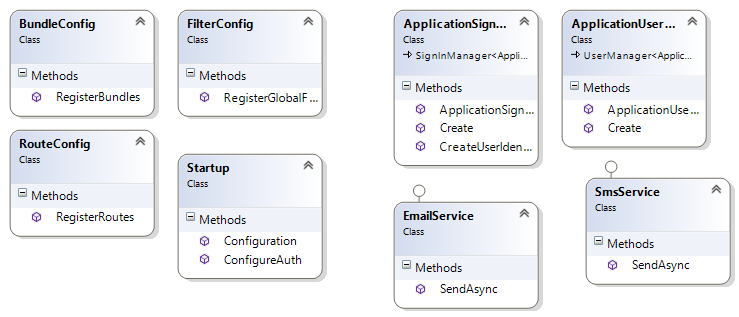 BundleConfig
Class
Methods
RegisterBundles
FilterConfig
Class
Methods
RegisterGlobalF...
RouteConfig
Class
Methods
RegisterRoutes
Startup
Class
Methods
Configuration
ConfigureAuth
ApplicationSign...
Class
SignInManager<Appli...
Methods
ApplicationSign...
Create
CreateUserIden...
ApplicationUser...
Class
UserManager<Applic...
Methods
ApplicationUse...
Create
EmailService
Class
Methods
SendAsync
SmsService
Class
Methods
SendAsync